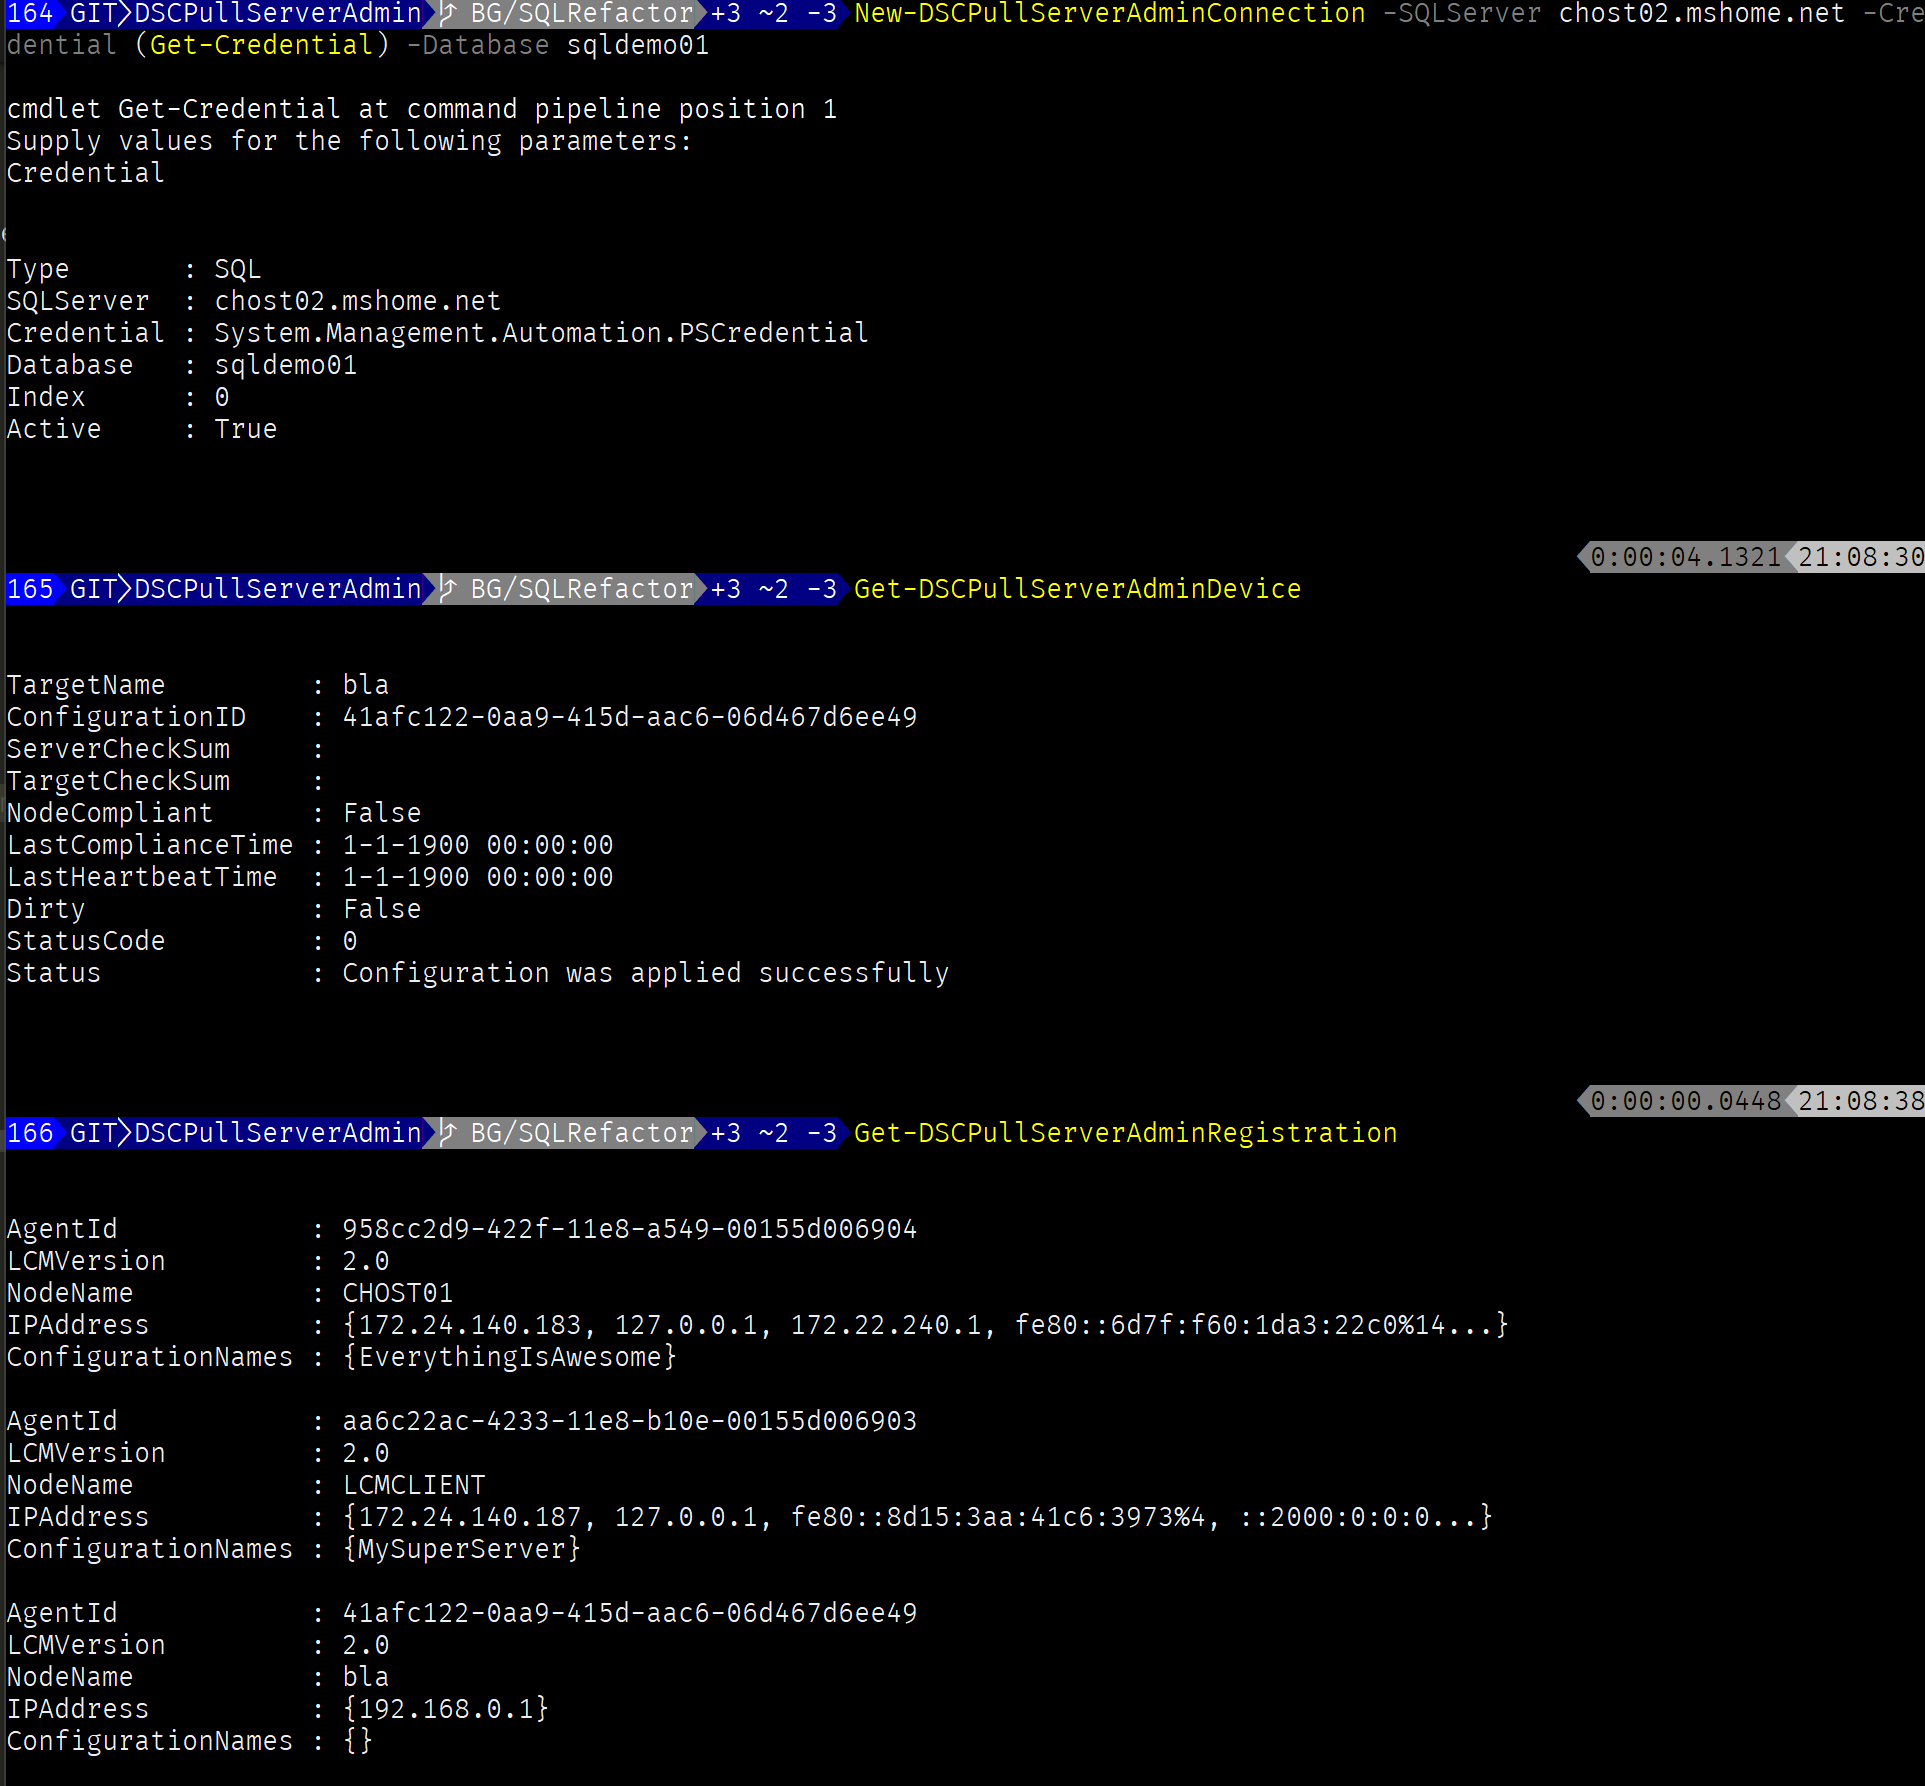 164 GIT DSCPullServerAdmin BG/SQLRefactor +3 ~2 -3 New-DSCPullServerAdminConnection -SQLServer chost02.mshome.net -Cre
dential (Get-Credential) -Database sqldemo01
cmdlet Get-Credential at command pipeline position 1
Supply values for the following parameters:
Credential
Type : SQL
SQLServer : chost02.mshome.net
Credential : System.Management.Automation.PSCredential
Database : sqldemo01
Index : 0
Active : True
0:00:04.1321 21:08:30
165 GIT DSCPullServerAdmin BG/SQLRefactor +3 ~2 -3 Get-DSCPullServerAdminDevice
TargetName : bla
ConfigurationID : 41afc122-0aa9-415d-aac6-06d467d6ee49
ServerCheckSum :
TargetCheckSum :
NodeCompliant : False
LastComplianceTime : 1-1-1900 00:00:00
LastHeartbeatTime : 1-1-1900 00:00:00
Dirty : False
StatusCode : 0
Status : Configuration was applied successfully
0:00:00.0448 21:08:38
166 GIT DSCPullServerAdmin BG/SQLRefactor +3 ~2 -3 Get-DSCPullServerAdminRegistration
AgentId : 958cc2d9-422f-11e8-a549-00155d006904
LCMVersion : 2.0
NodeName : CHOST01
IPAddress : {172.24.140.183, 127.0.0.1, 172.22.240.1, fe80::6d7f:f60:1da3:22c0%14...}
ConfigurationNames : {EverythingIsAwesome}
AgentId : aa6c22ac-4233-11e8-b10e-00155d006903
LCMVersion : 2.0
NodeName : LCMCLIENT
IPAddress : {172.24.140.187, 127.0.0.1, fe80::8d15:3aa:41c6:3973%4, ::2000:0:0:0...}
ConfigurationNames : {MySuperServer}
AgentId : 41afc122-0aa9-415d-aac6-06d467d6ee49
LCMVersion : 2.0
NodeName : bla
IPAddress : {192.168.0.1}
ConfigurationNames : {}